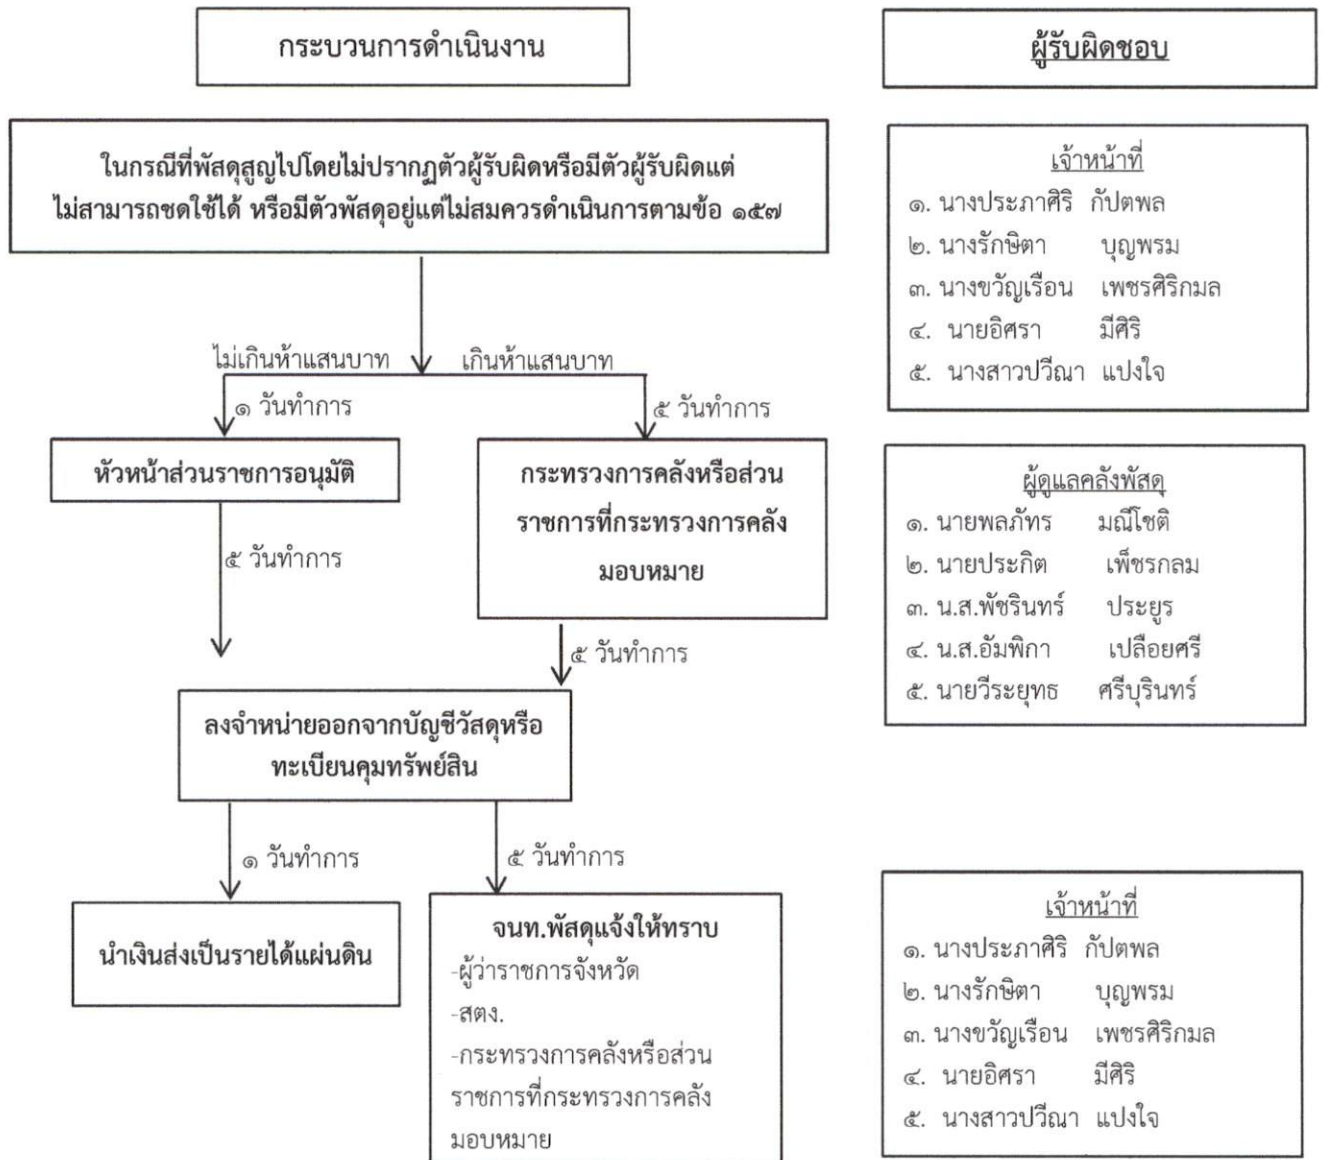 กระบวนการดำเนินงาน
ผู้รับผิดชอบ
ในกรณีที่พัสดุสูญไปโดยไม่ปรากฏตัวผู้รับผิดหรือมีตัวผู้รับผิดแต่
ไม่สามารถชดใช้ได้ หรือมีตัวพัสดุอยู่แต่ไม่สมควรดำเนินการตามข้อ ๑๕๗
เจ้าหน้าที่
๑. นางประภาศิริ กัปตพล
๒. นางรักษิตา บุญพรม
๓. นางขวัญเรือน เพชรศิริกมล
๔. นายอิศรา มีศิริ
๕. นางสาวปวีณา แปงใจ
ไม่เกินห้าแสนบาท
เกินห้าแสนบาท
๑ วันทำการ
๕ วันทำการ
หัวหน้าส่วนราชการอนุมัติ
กระทรวงการคลังหรือส่วน
ราชการที่กระทรวงการคลัง
มอบหมาย
๕ วันทำการ
๕ วันทำการ
ผู้ดูแลคลังพัสดุ
๑. นายพลภัทร มณีโชติ
๒. นายประกิต เพ็ชรกลม
๓. น.ส.พัชรินทร์ ประยูร
๔. น.ส.อัมพิกา เปลือยศรี
๕. นายวีระยุทธ ศรีบุรินทร์
ลงจำหน่ายออกจากบัญชีวัสดุหรือ
ทะเบียนคุมทรัพย์สิน
๑ วันทำการ
๕ วันทำการ
นำเงินส่งเป็นรายได้แผ่นดิน
จนท.พัสดุแจ้งให้ทราบ
-ผู้ว่าราชการจังหวัด
-สตง.
-กระทรวงการคลังหรือส่วน
ราชการที่กระทรวงการคลัง
มอบหมาย
เจ้าหน้าที่
๑. นางประภาศิริ กัปตพล
๒. นางรักษิตา บุญพรม
๓. นางขวัญเรือน เพชรศิริกมล
๔. นายอิศรา มีศิริ
๕. นางสาวปวีณา แปงใจ